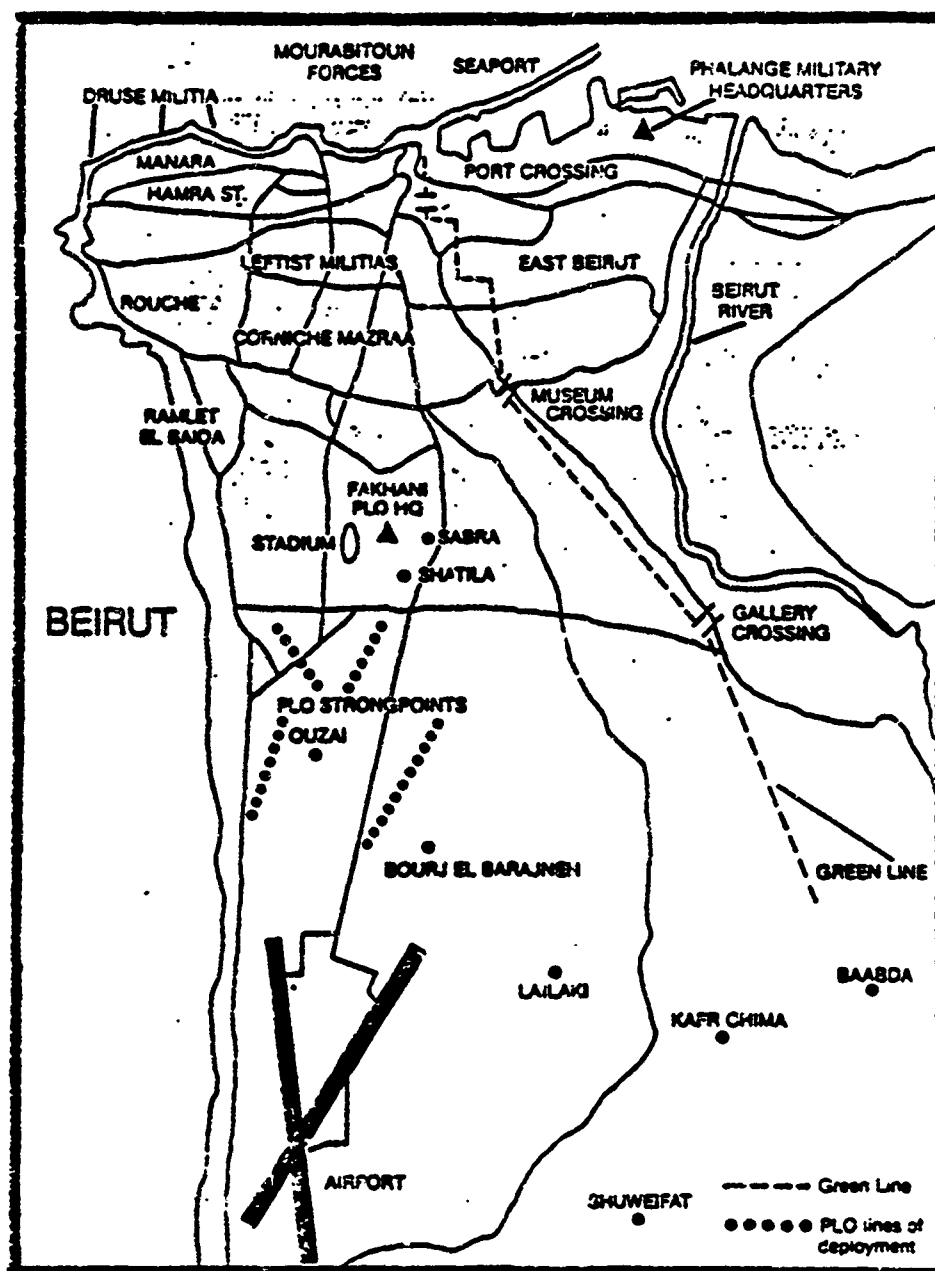 MOURABITOUN
FORCES
SEAPORT
PHALANGE MILITARY
HEADQUARTERS
DRUSE MILITIA
MANARA
PORT CROSSING
HAMRA ST.
LEFTIST MILITIAS
EAST BEIRUT
ROUCHE
BEIRUT
RIVER
CORNICHE MAZRAA
MUSEUM
CROSSING
RAMLET
EL BAIDA
FAKHANI
PLO HQ
STADIUM
SABRA
SHATILA
BEIRUT
GALLERY
CROSSING
PLO STRONGPOINTS
OUZAI
BOURJ EL BARAJNEH
GREEN LINE
LAILAKI
BAABDA
KAFR CHIMA
AIRPORT
SHUWEIFAT
Green Line
PLO lines of
deployment